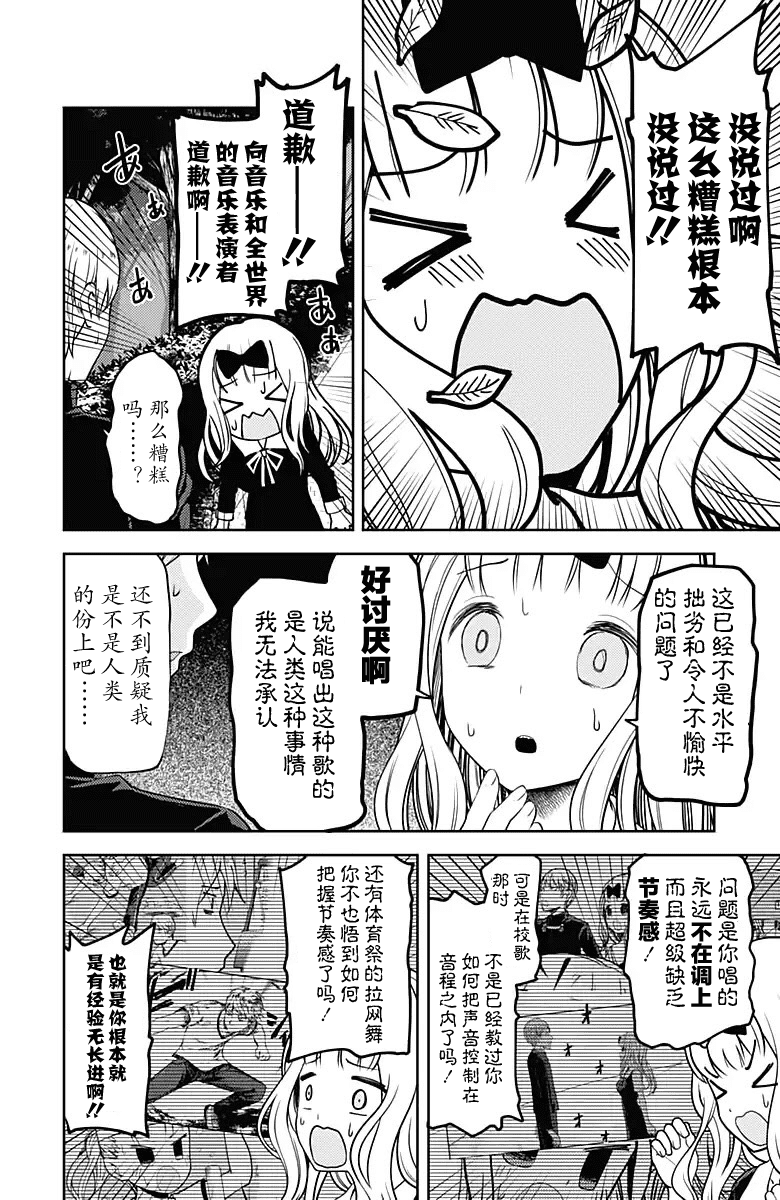 没说过啊
这么糟糕根本
没说过!!
道歉——!!
向音乐和全世界
的音乐表演者
道歉啊——!!
あぁ
あぁ
あぁ
あぁ
那么糟糕
吗……?
这已经不是水平
拙劣和令人不愉快
的问题了
好讨厌啊
说能唱出这种歌的
是人类这种事情
我无法承认
还不到质疑我
是不是人类
的份上吧……
问题是你唱的
永远不在调上
而且超级缺乏
节奏感!
可是在校歌
那时
不是已经教过你
如何把声音控制在
音程之内了吗!
还有体育祭的拉网舞
你不也悟到如何
把握节奏感了吗!
也就是你根本就
是有经验无长进啊!!